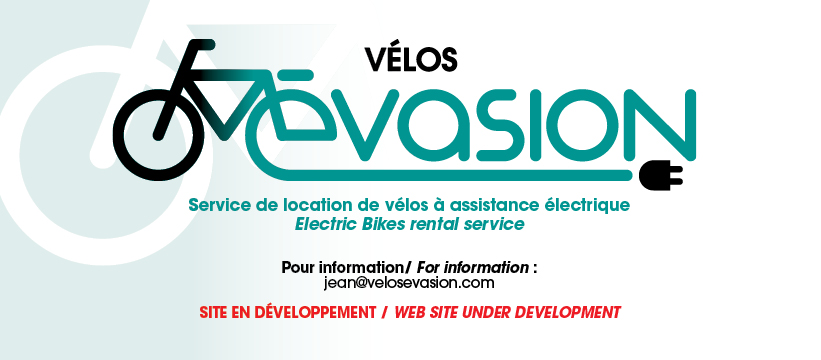 VÉLOS
évasion
Service de location de vélos à assistance électrique
Electric Bikes rental service
Pour information/ For information :
jean@velosevasion.com
SITE EN DÉVELOPPEMENT / WEB SITE UNDER DEVELOPMENT